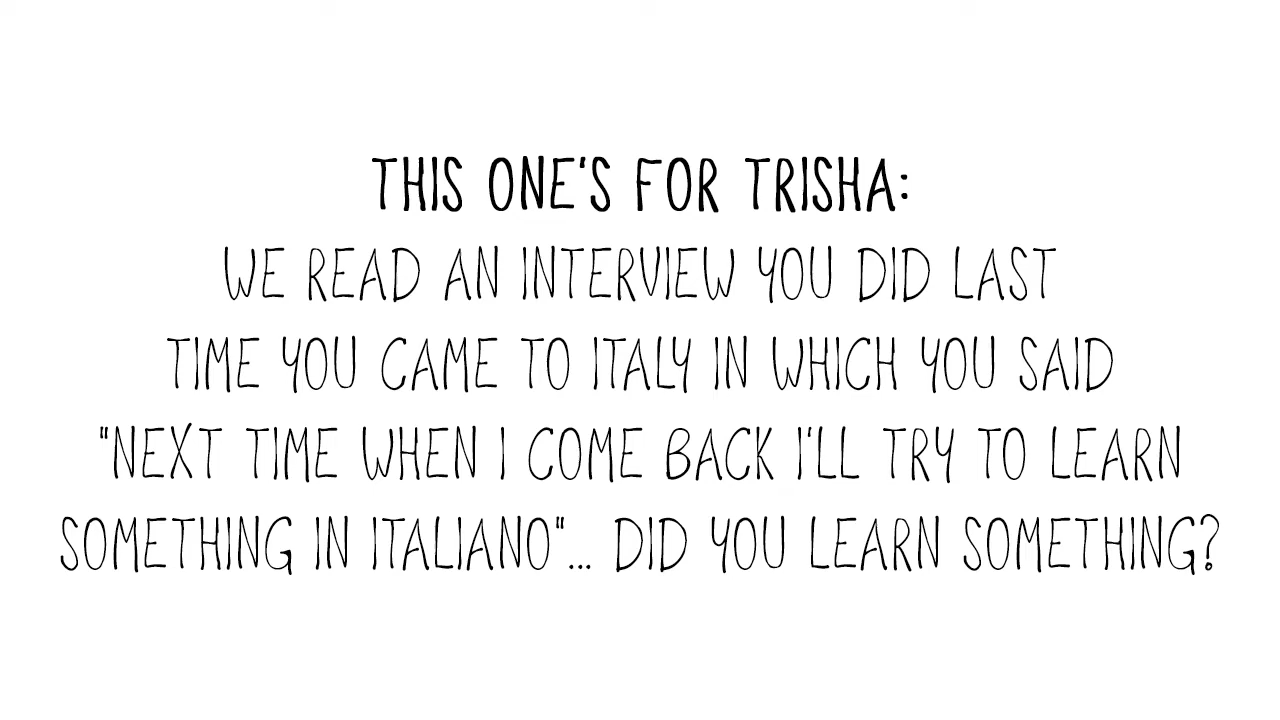 THIS ONE'S FOR TRISHA:
WE READ AN INTERVIEW YOU DID LAST
TIME YOU CAME TO ITALY IN WHICH YOU SAID
"NEXT TIME WHEN I COME BACK I'LL TRY TO LEARN
SOMETHING IN ITALIANO"... DID YOU LEARN SOMETHING?